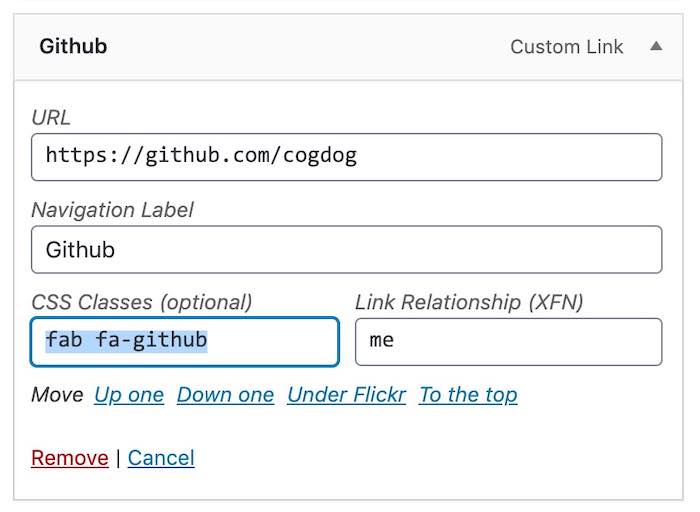 Github Custom Link
URL
https://github.com/cogdog
Navigation Label
Github
CSS Classes (optional) Link Relationship (XFN)
fab fa-github me
Move Up one Down one Under Flickr To the top
Remove | Cancel